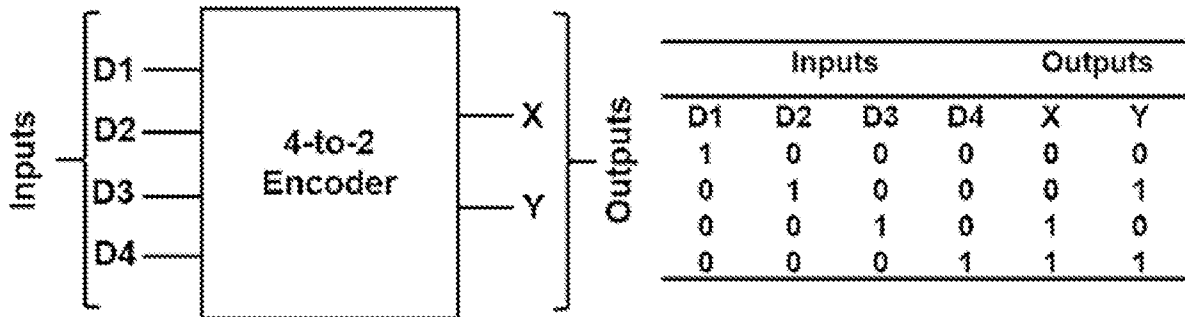 Inputs
D1
D2
D3
D4
4-to-2
Encoder
X
Y
Outputs
Inputs Outputs
D1 D2 D3 D4 X Y
1 0 0 0 0 0
0 1 0 0 0 1
0 0 1 0 1 0
0 0 0 1 1 1